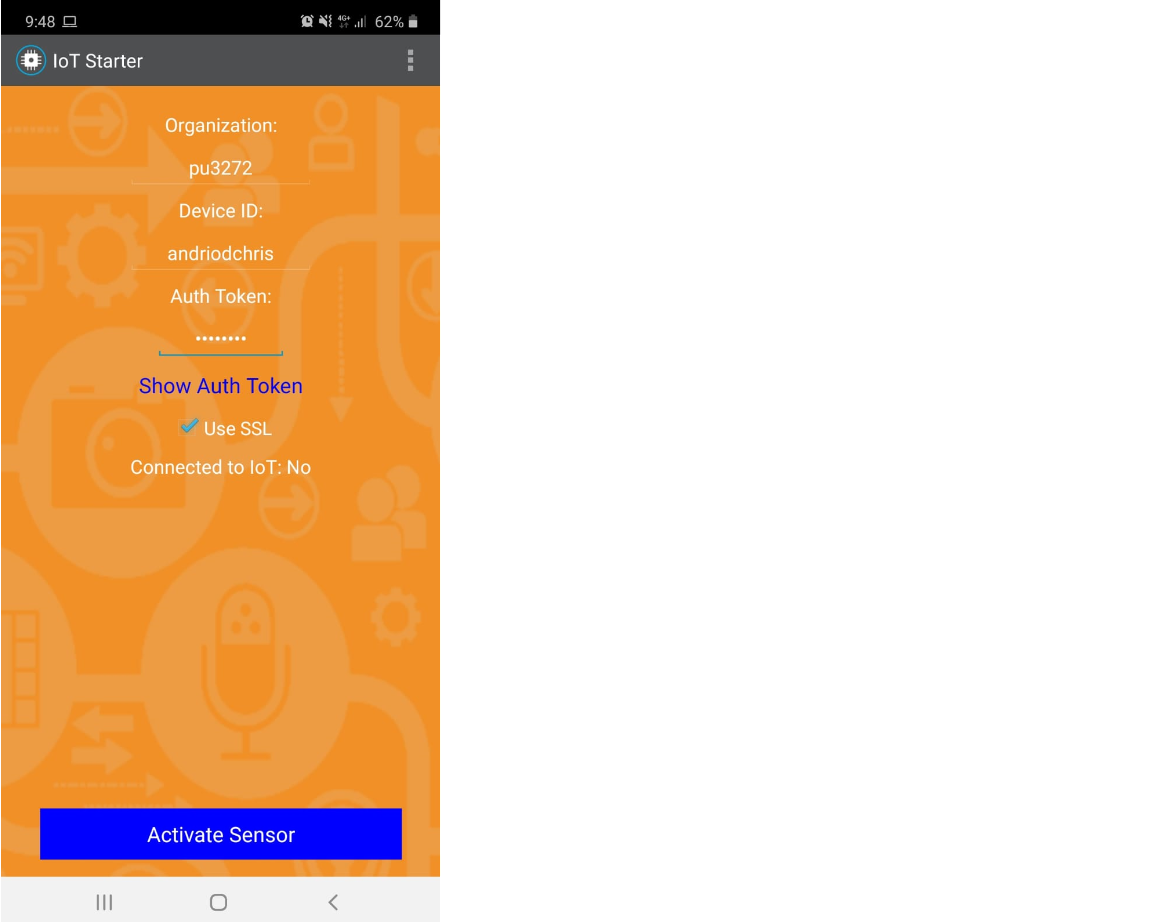 9:48 4G+ 62%
IoT Starter
Organization:
pu3272
Device ID:
andriodchris
Auth Token:
••••••••
Show Auth Token
Use SSL
Connected to IoT: No
Activate Sensor